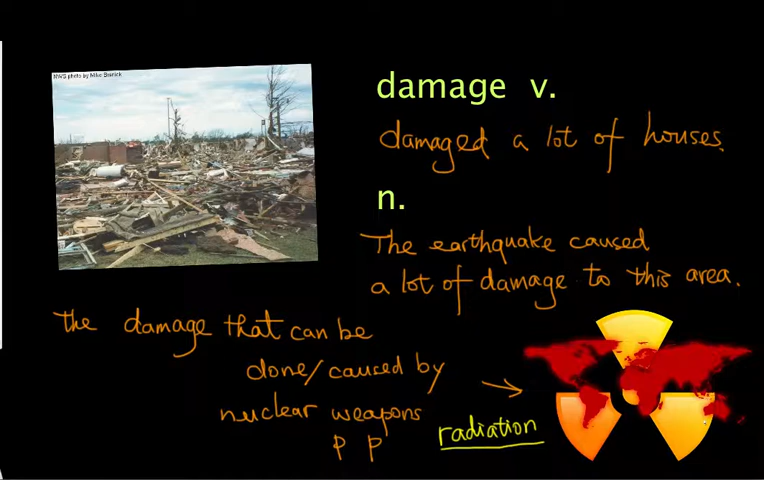 NWS photo by Mike Branick
damage v.
damaged a lot of houses.
n.
The earthquake caused
a lot of damage to this area.
the damage that can be
done/caused by
nuclear weapons
P P
radiation